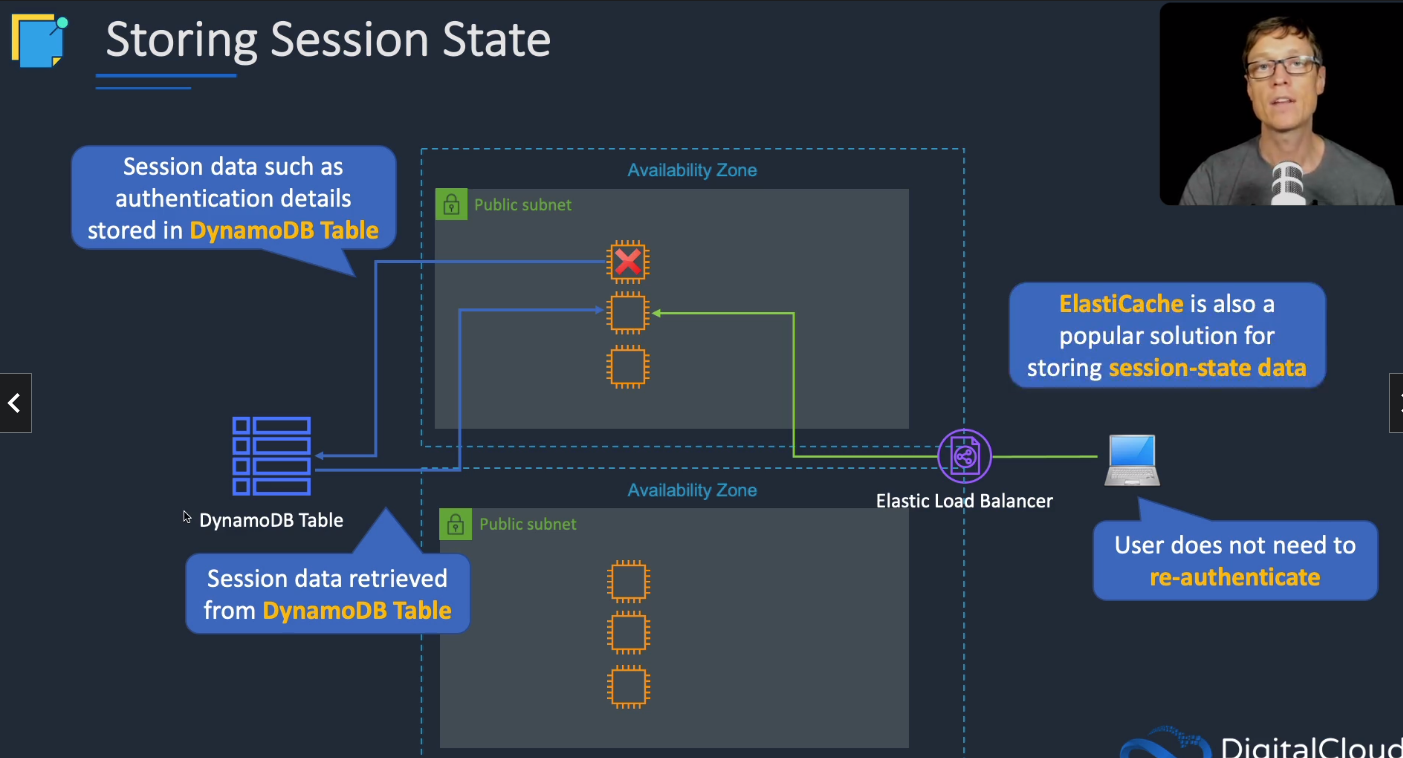 Storing Session State
Session data such as
authentication details
stored in DynamoDB Table
Availability Zone
Public subnet
ElastiCache is also a
popular solution for
storing session-state data
Availability Zone
Elastic Load Balancer
DynamoDB Table
Public subnet
User does not need to
re-authenticate
Session data retrieved
from DynamoDB Table
DigitalCloud